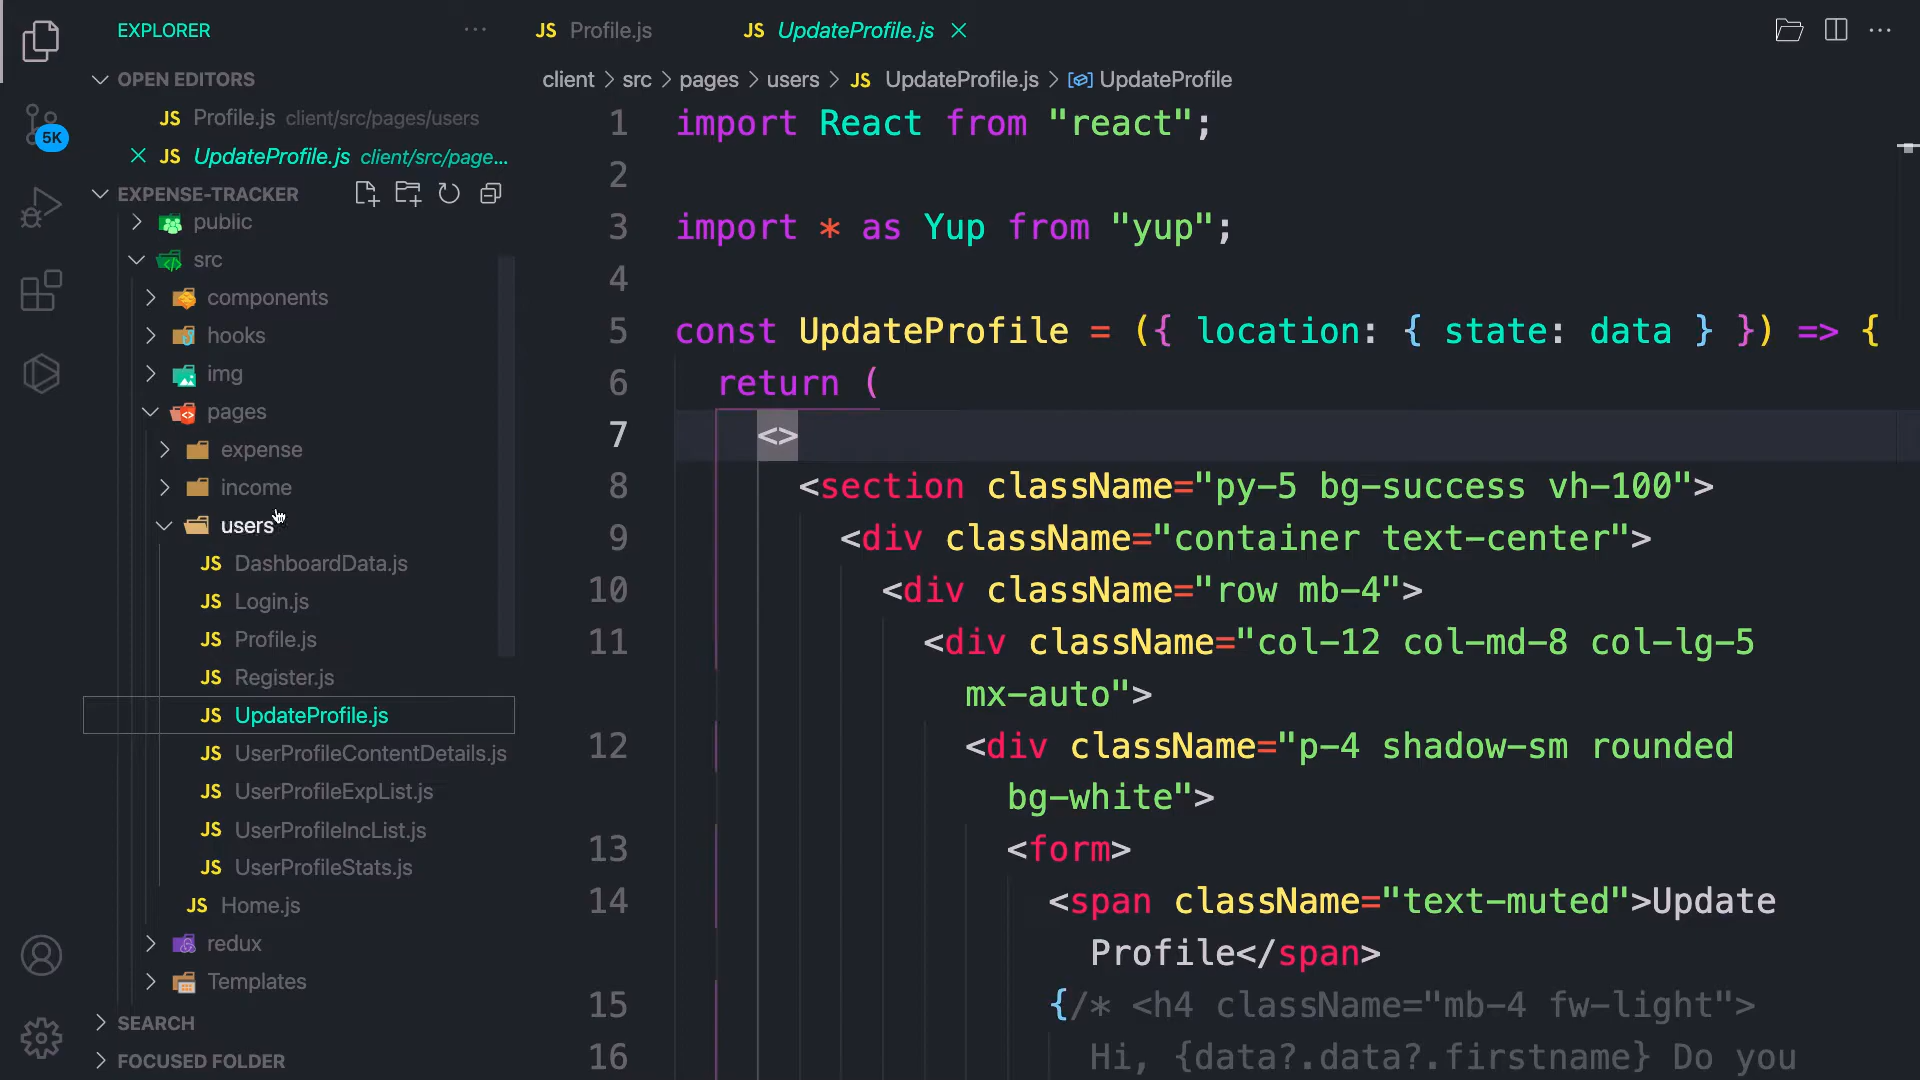 EXPLORER
OPEN EDITORS
JS Profile.js client/src/pages/users
JS UpdateProfile.js client/src/page...
EXPENSE-TRACKER
public
src
components
hooks
img
pages
expense
income
users
JS DashboardData.js
JS Login.js
JS Profile.js
JS Register.js
JS UpdateProfile.js
JS UserProfileContentDetails.js
JS UserProfileExpList.js
JS UserProfileIncList.js
JS UserProfileStats.js
JS Home.js
redux
Templates
SEARCH
FOCUSED FOLDER
5K
JS Profile.js JS UpdateProfile.js
client > src > pages > users > JS UpdateProfile.js > UpdateProfile
1 import React from "react";
2
3 import * as Yup from "yup";
4
5 const UpdateProfile = ({ location: { state: data } }) => {
6 return (
7 <>
8 <section className="py-5 bg-success vh-100">
9 <div className="container text-center">
10 <div className="row mb-4">
11 <div className="col-12 col-md-8 col-lg-5
mx-auto">
12 <div className="p-4 shadow-sm rounded
bg-white">
13 <form>
14 <span className="text-muted">Update
Profile</span>
15 {/* <h4 className="mb-4 fw-light">
16 Hi, {data?.data?.firstname} Do you